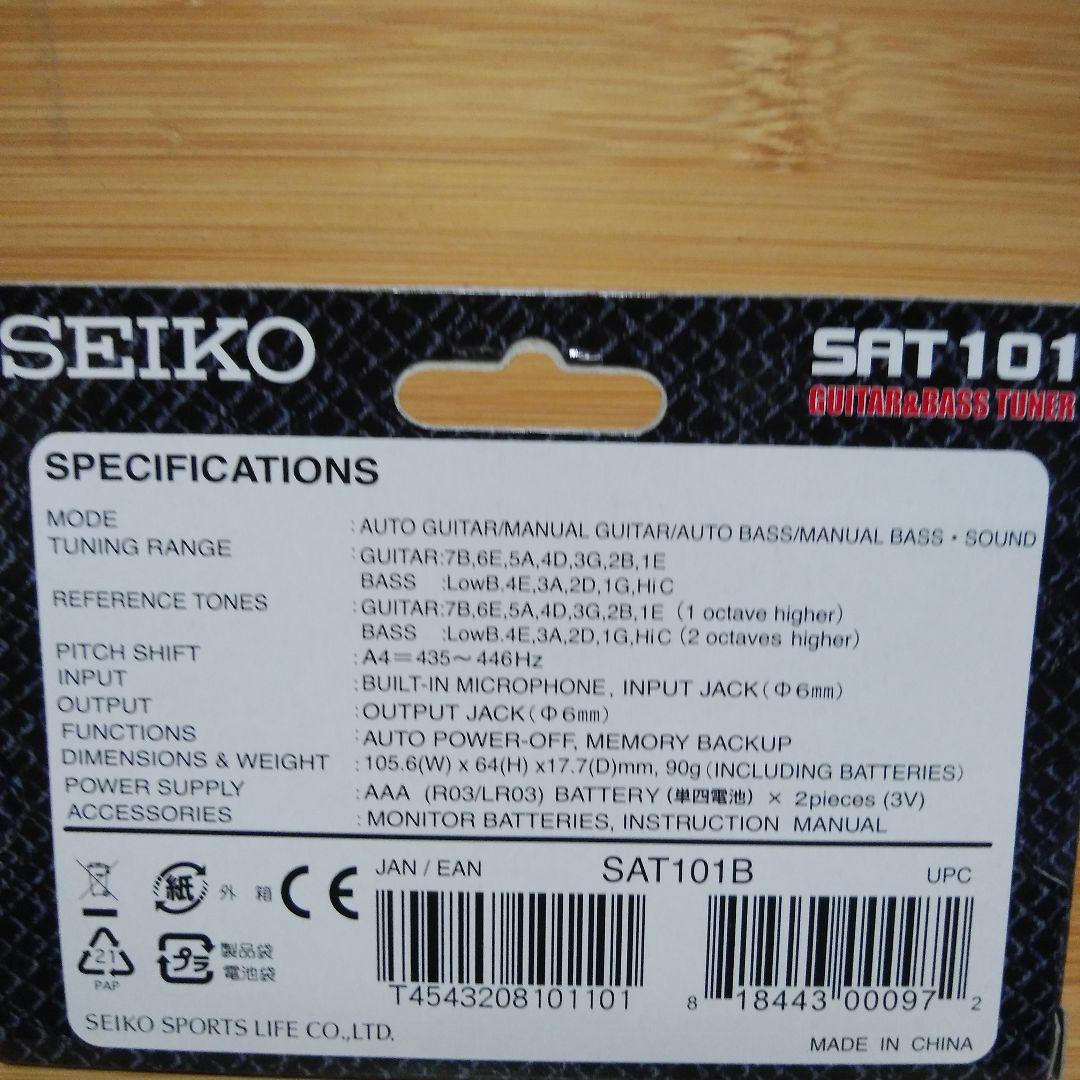 SEIKO
SAT101
GUITAR&BASS TUNER
SPECIFICATIONS
MODE :AUTO GUITAR/MANUAL GUITAR/AUTO BASS/MANUAL BASS・SOUND
TUNING RANGE :GUITAR:7B,6E,5A,4D,3G,2B,1E
BASS :LowB.4E,3A,2D,1G,HiC
REFERENCE TONES :GUITAR:7B,6E,5A,4D,3G,2B,1E (1 octave higher)
BASS :LowB.4E,3A,2D,1G,HiC (2 octaves higher)
PITCH SHIFT :A4=435~446Hz
INPUT :BUILT-IN MICROPHONE, INPUT JACK(Φ6㎜)
OUTPUT :OUTPUT JACK(Φ6㎜)
FUNCTIONS :AUTO POWER-OFF, MEMORY BACKUP
DIMENSIONS & WEIGHT :105.6(W) x 64(H) x17.7(D)mm, 90g(INCLUDING BATTERIES)
POWER SUPPLY :AAA (R03/LR03) BATTERY(単四電池) × 2pieces (3V)
ACCESSORIES :MONITOR BATTERIES, INSTRUCTION MANUAL
紙 外箱
CE
21
PAP
プラ 製品袋
電池袋
JAN / EAN
SAT101B
UPC
T4543208101101
8 18443 00097 2
SEIKO SPORTS LIFE CO.,LTD.
MADE IN CHINA